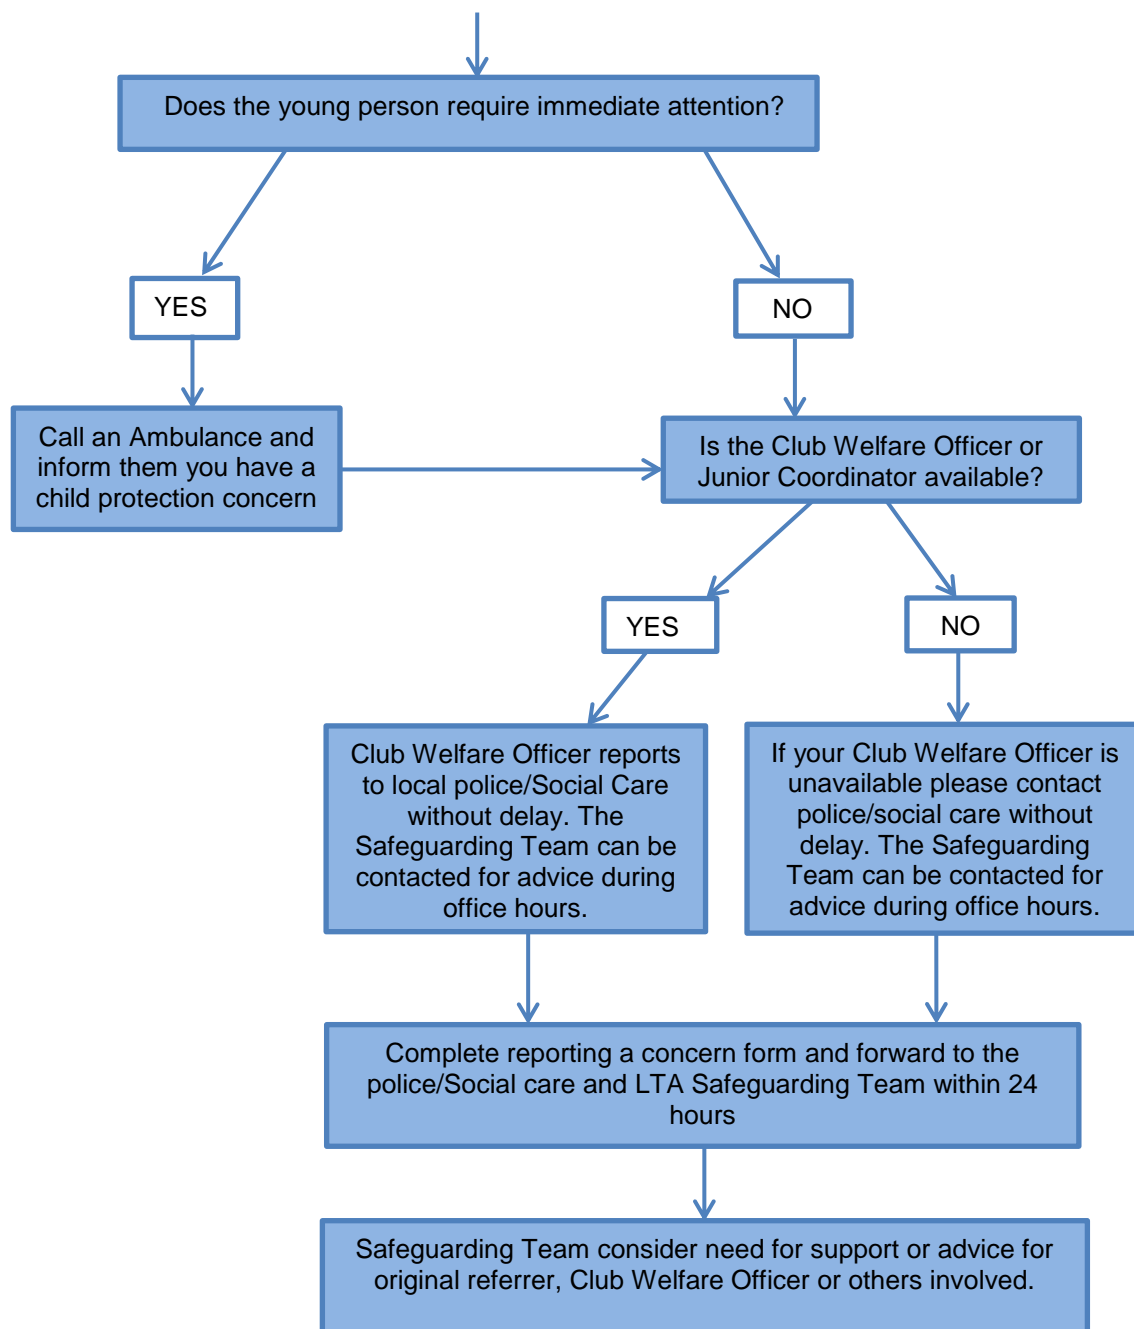 Does the young person require immediate attention?
YES
NO
Call an Ambulance and
inform them you have a
child protection concern
Is the Club Welfare Officer or
Junior Coordinator available?
YES
NO
Club Welfare Officer reports
to local police/Social Care
without delay. The
Safeguarding Team can be
contacted for advice during
office hours.
If your Club Welfare Officer is
unavailable please contact
police/social care without
delay. The Safeguarding
Team can be contacted for
advice during office hours.
Complete reporting a concern form and forward to the
police/Social care and LTA Safeguarding Team within 24
hours
Safeguarding Team consider need for support or advice for
original referrer, Club Welfare Officer or others involved.